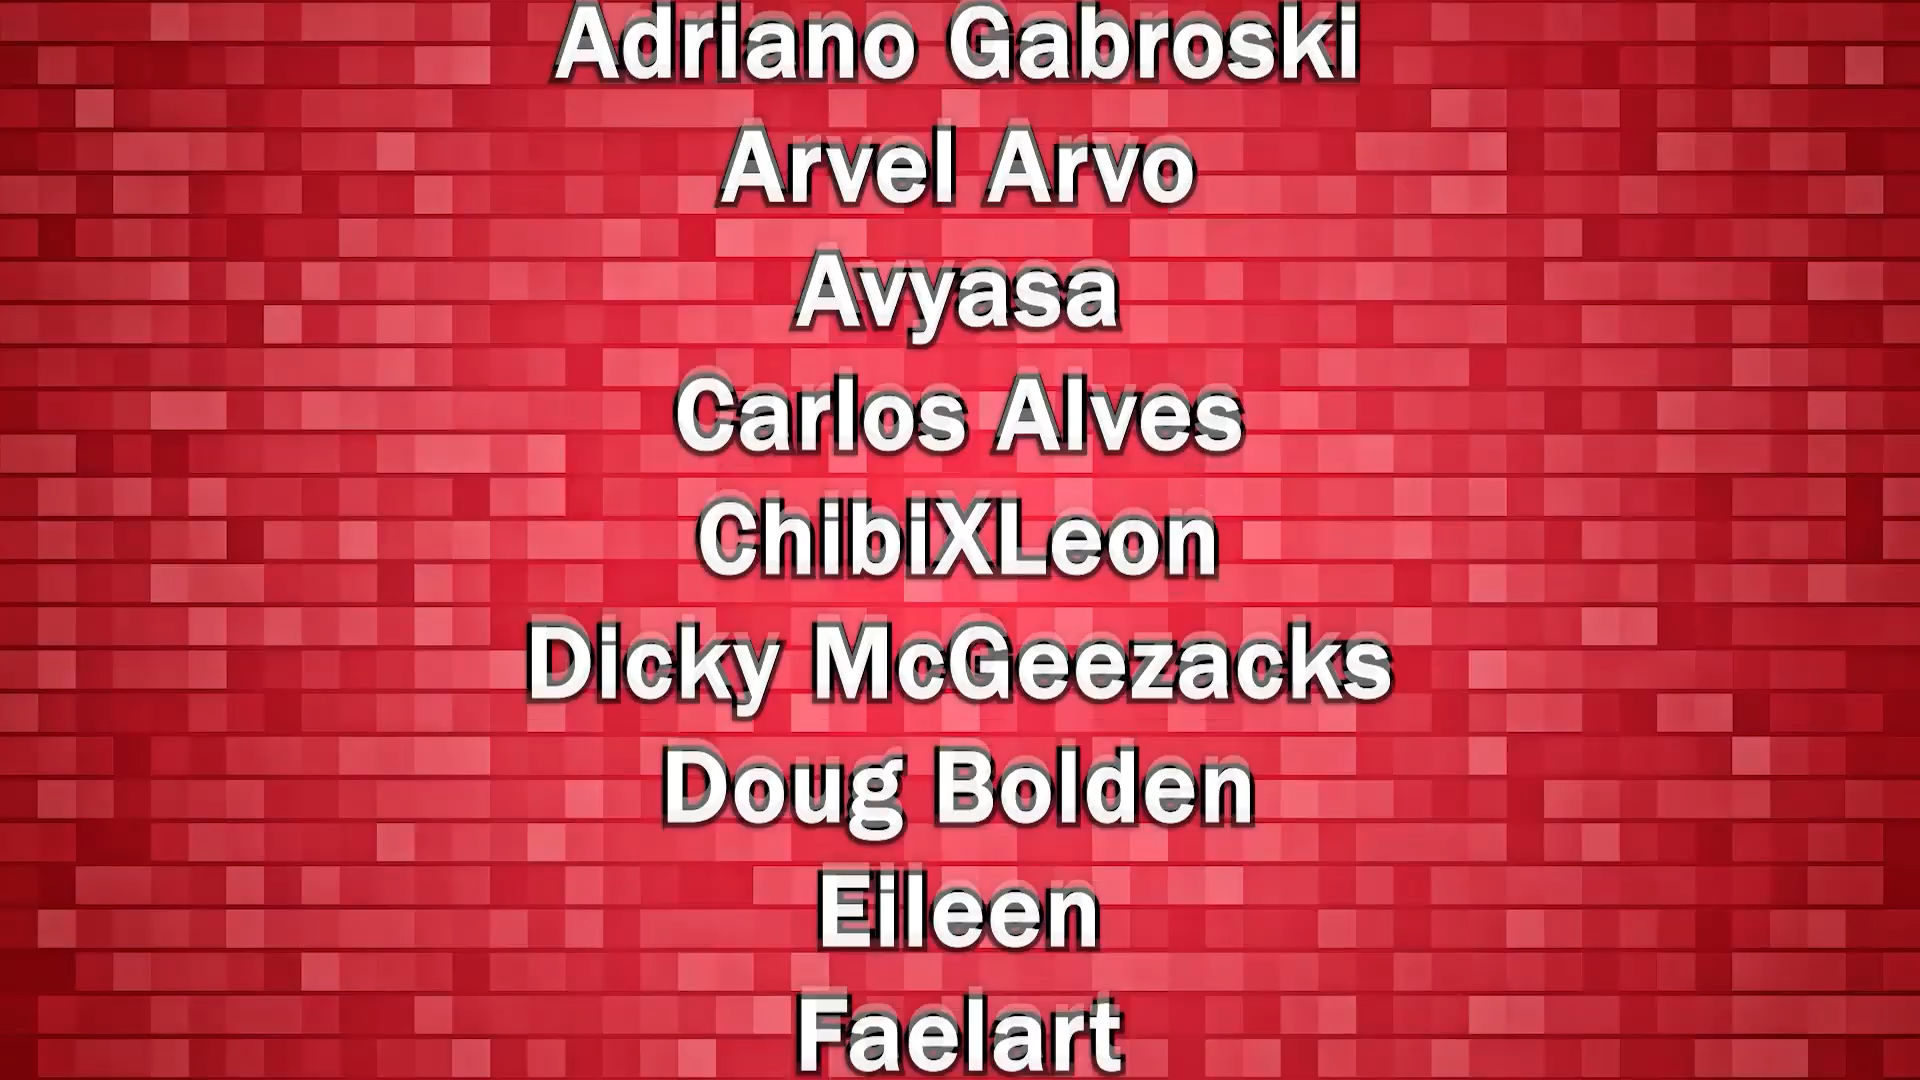 Adriano Gabroski
Arvel Arvo
Avyasa
Carlos Alves
ChibiXLeon
Dicky McGeezacks
Doug Bolden
Eileen
Faelart